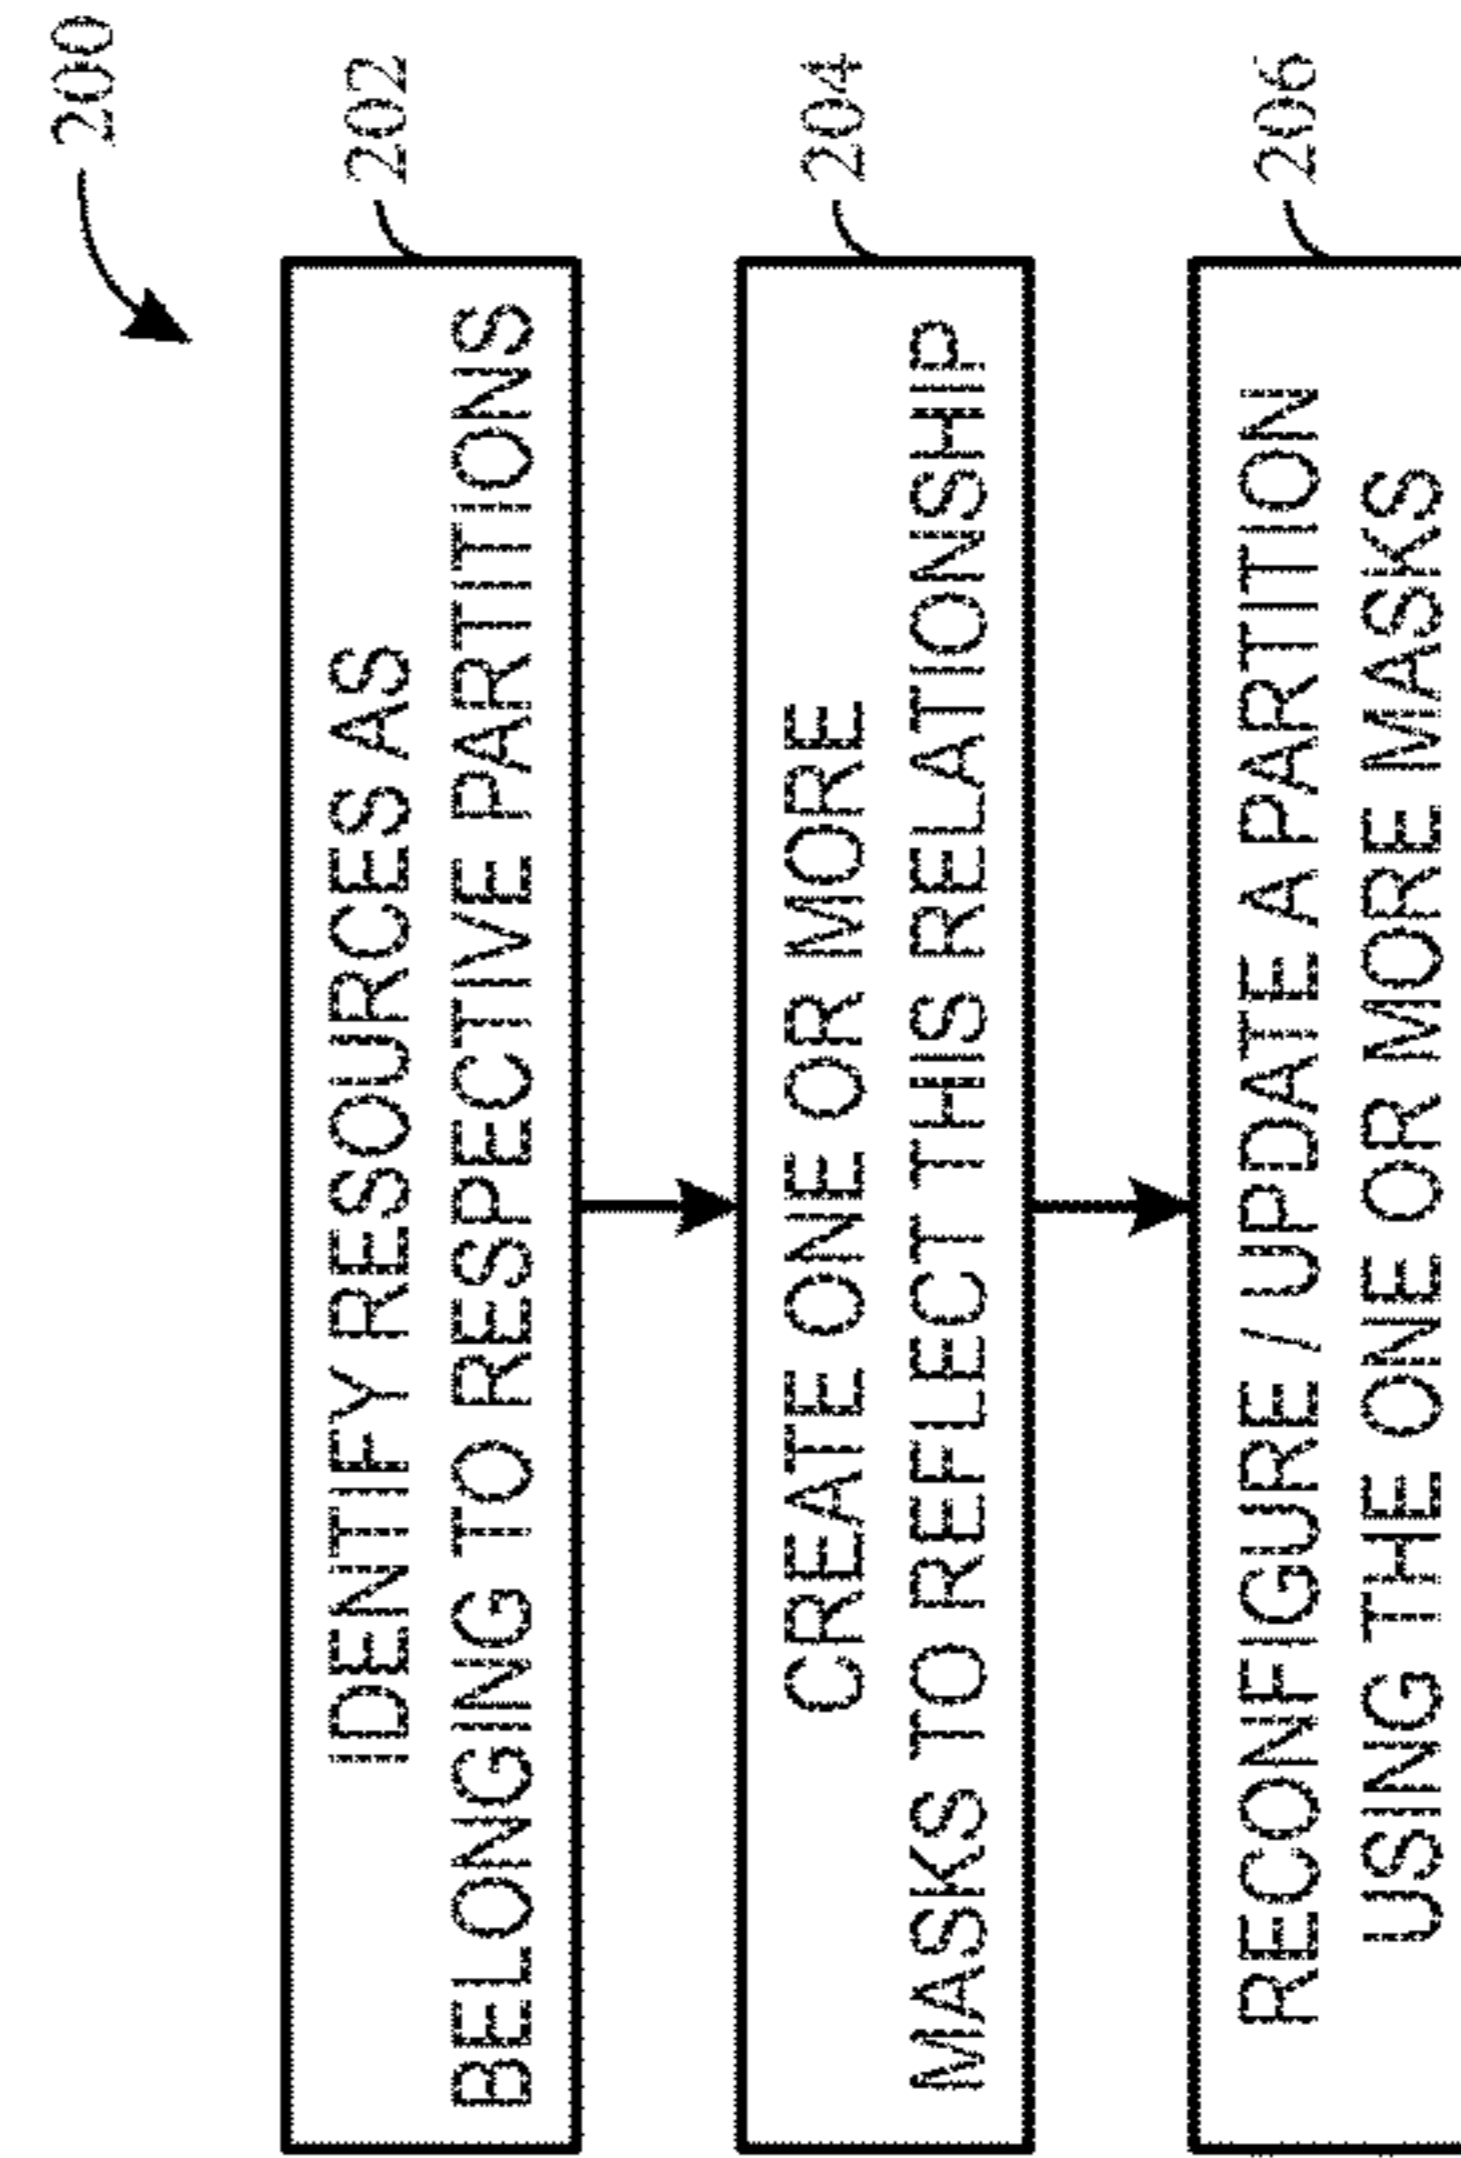 200
202
IDENTIFY RESOURCES AS
BELONGING TO RESPECTIVE PARTITIONS
204
CREATE ONE OR MORE
MASKS TO REFLECT THIS RELATIONSHIP
206
RECONFIGURE / UPDATE A PARTITION
USING THE ONE OR MORE MASKS